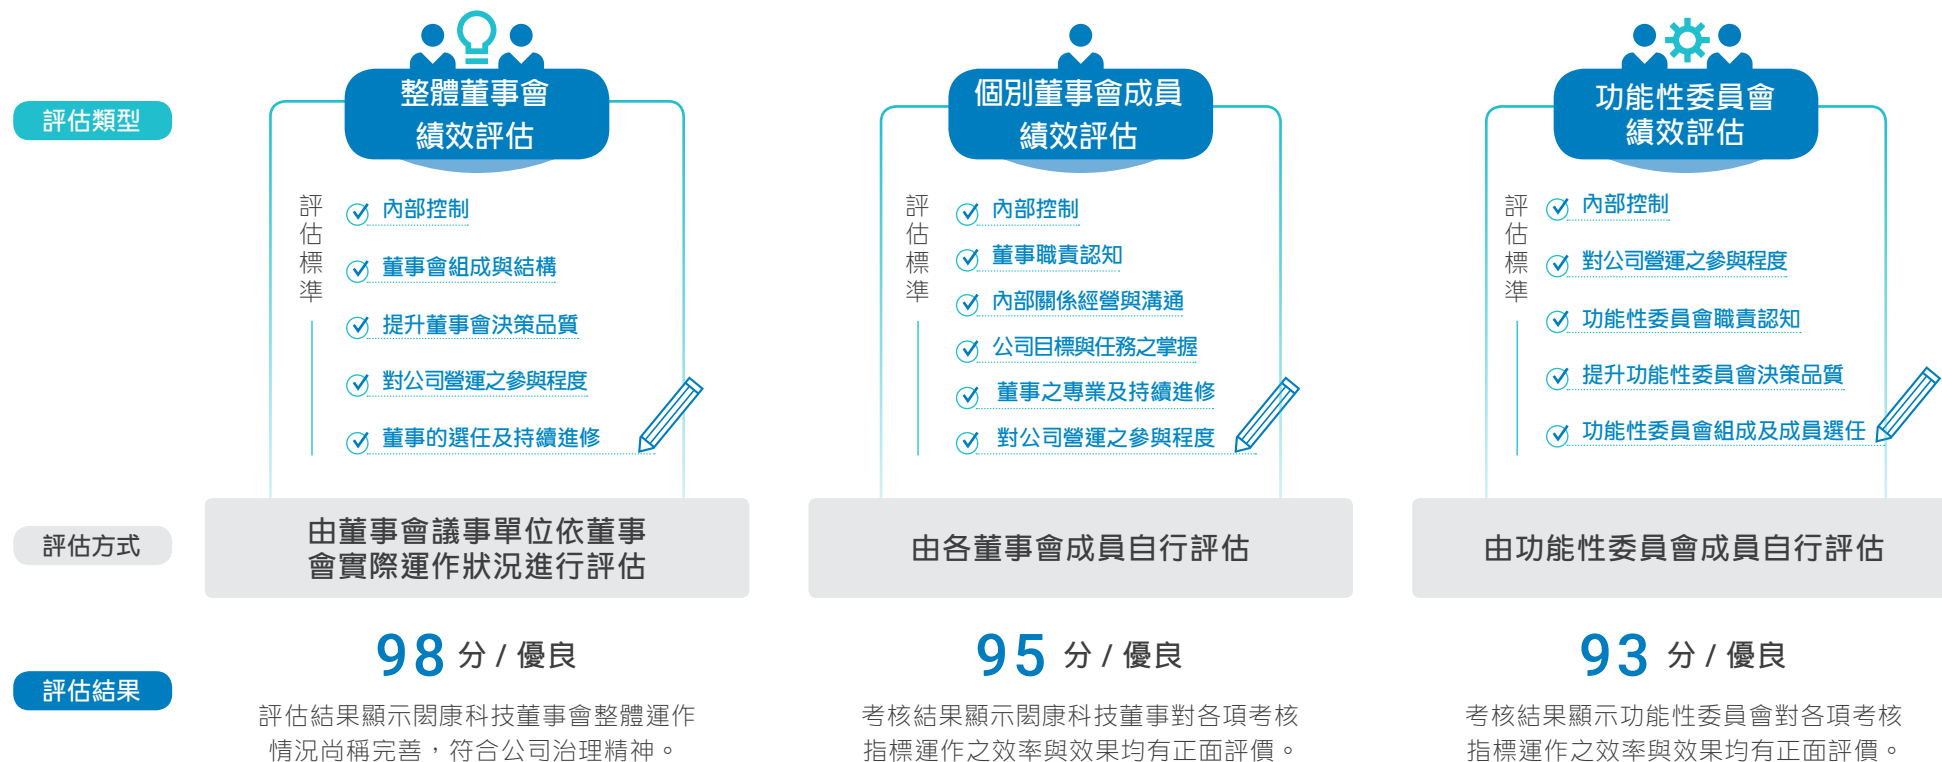 評估類型
整體董事會
績效評估
評估標準
內部控制
董事會組成與結構
提升董事會決策品質
對公司營運之參與程度
董事的選任及持續進修
個別董事會成員
績效評估
評估標準
內部控制
董事職責認知
內部關係經營與溝通
公司目標與任務之掌握
董事之專業及持續進修
對公司營運之參與程度
功能性委員會
績效評估
評估標準
內部控制
對公司營運之參與程度
功能性委員會職責認知
提升功能性委員會決策品質
功能性委員會組成及成員選任
評估方式
由董事會議事單位依董事
會實際運作狀況進行評估
由各董事會成員自行評估
由功能性委員會成員自行評估
評估結果
98 分 / 優良
評估結果顯示閎康科技董事會整體運作
情況尚稱完善，符合公司治理精神。
95 分 / 優良
考核結果顯示閎康科技董事對各項考核
指標運作之效率與效果均有正面評價。
93 分 / 優良
考核結果顯示功能性委員會對各項考核
指標運作之效率與效果均有正面評價。